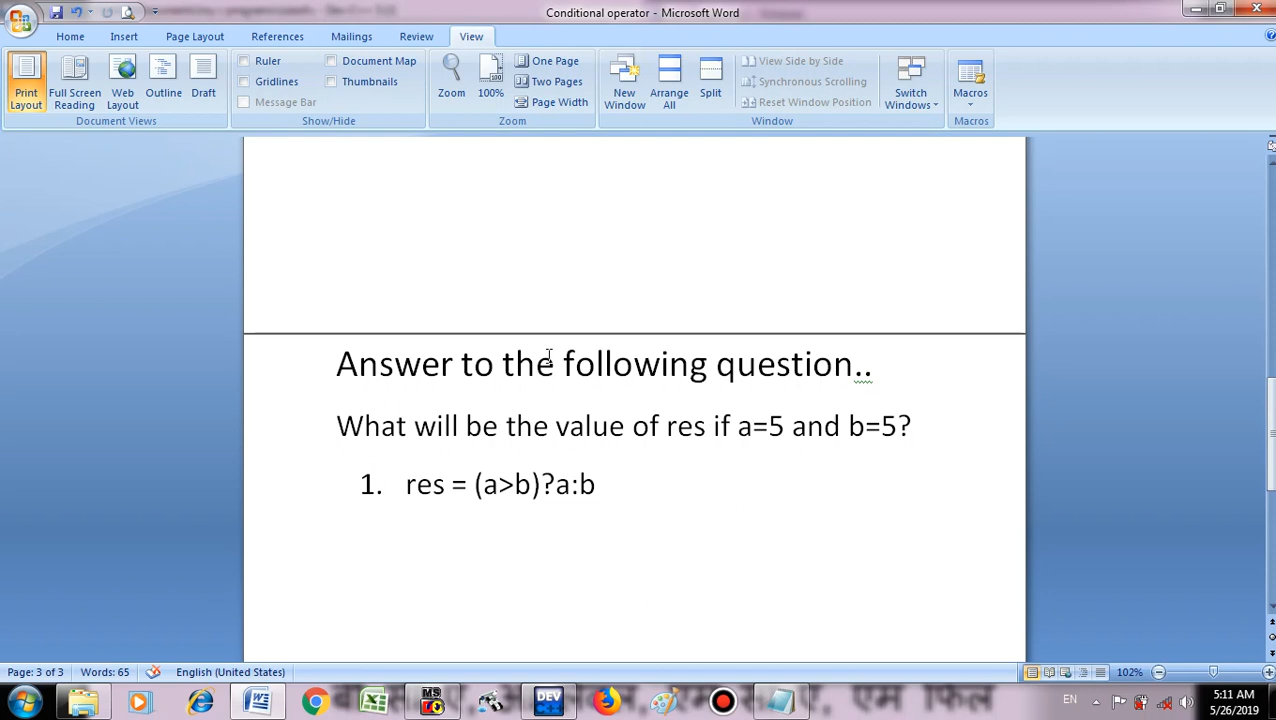 Conditional operator - Microsoft Word
Home Insert Page Layout References Mailings Review View
Print Layout
Full Screen Reading
Web Layout
Outline
Draft
Document Views
Ruler
Gridlines
Message Bar
Document Map
Thumbnails
Show/Hide
Zoom
100%
One Page
Two Pages
Page Width
Zoom
New Window
Arrange All
Split
View Side by Side
Synchronous Scrolling
Reset Window Position
Switch Windows
Window
Macros
Macros
Answer to the following question..
What will be the value of res if a=5 and b=5?
1. res = (a>b)?a:b
Page: 3 of 3 Words: 65 English (United States) 102%
MS
DEV
EN
5:11 AM
5/26/2019